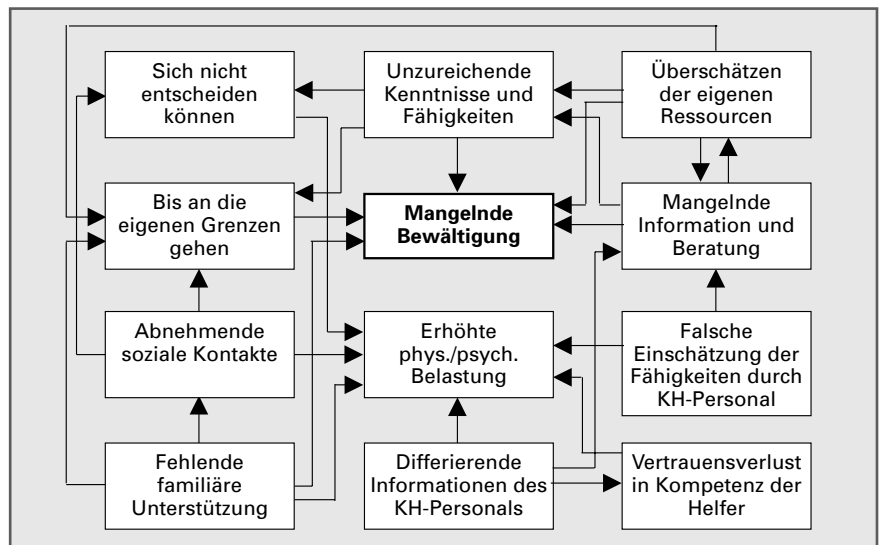 Sich nicht
entscheiden
können
Unzureichende
Kenntnisse und
Fähigkeiten
Überschätzen
der eigenen
Ressourcen
Bis an die
eigenen Grenzen
gehen
Mangelnde
Bewältigung
Mangelnde
Information und
Beratung
Abnehmende
soziale Kontakte
Erhöhte
phys./psych.
Belastung
Falsche
Einschätzung der
Fähigkeiten durch
KH-Personal
Fehlende
familiäre
Unterstützung
Differierende
Informationen des
KH-Personals
Vertrauensverlust
in Kompetenz der
Helfer